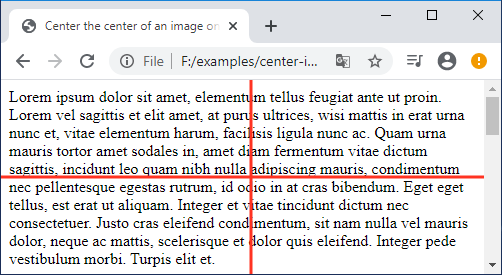 Center the center of an image on
File
F:/examples/center-i...
Lorem ipsum dolor sit amet, elementum tellus feugiat ante ut proin.
Lorem vel sagittis et elit amet, at purus ultrices, wisi mattis in erat urna
nunc et, vitae elementum harum, facilisis ligula nunc ac. Quam urna
mauris tortor amet sodales in, amet diam fermentum vitae dictum
sagittis, incidunt leo quam nibh nulla adipiscing mauris, condimentum
nec pellentesque egestas rutrum, id odio in at cras bibendum. Eget eget
tellus, est erat ut aliquam. Integer et vitae tincidunt dictum nec
consectetuer. Justo cras eleifend condimentum, sit nam nulla vel mauris
dolor, neque ac mattis, scelerisque et dolor quis eleifend. Integer pede
vestibulum morbi. Turpis elit et.